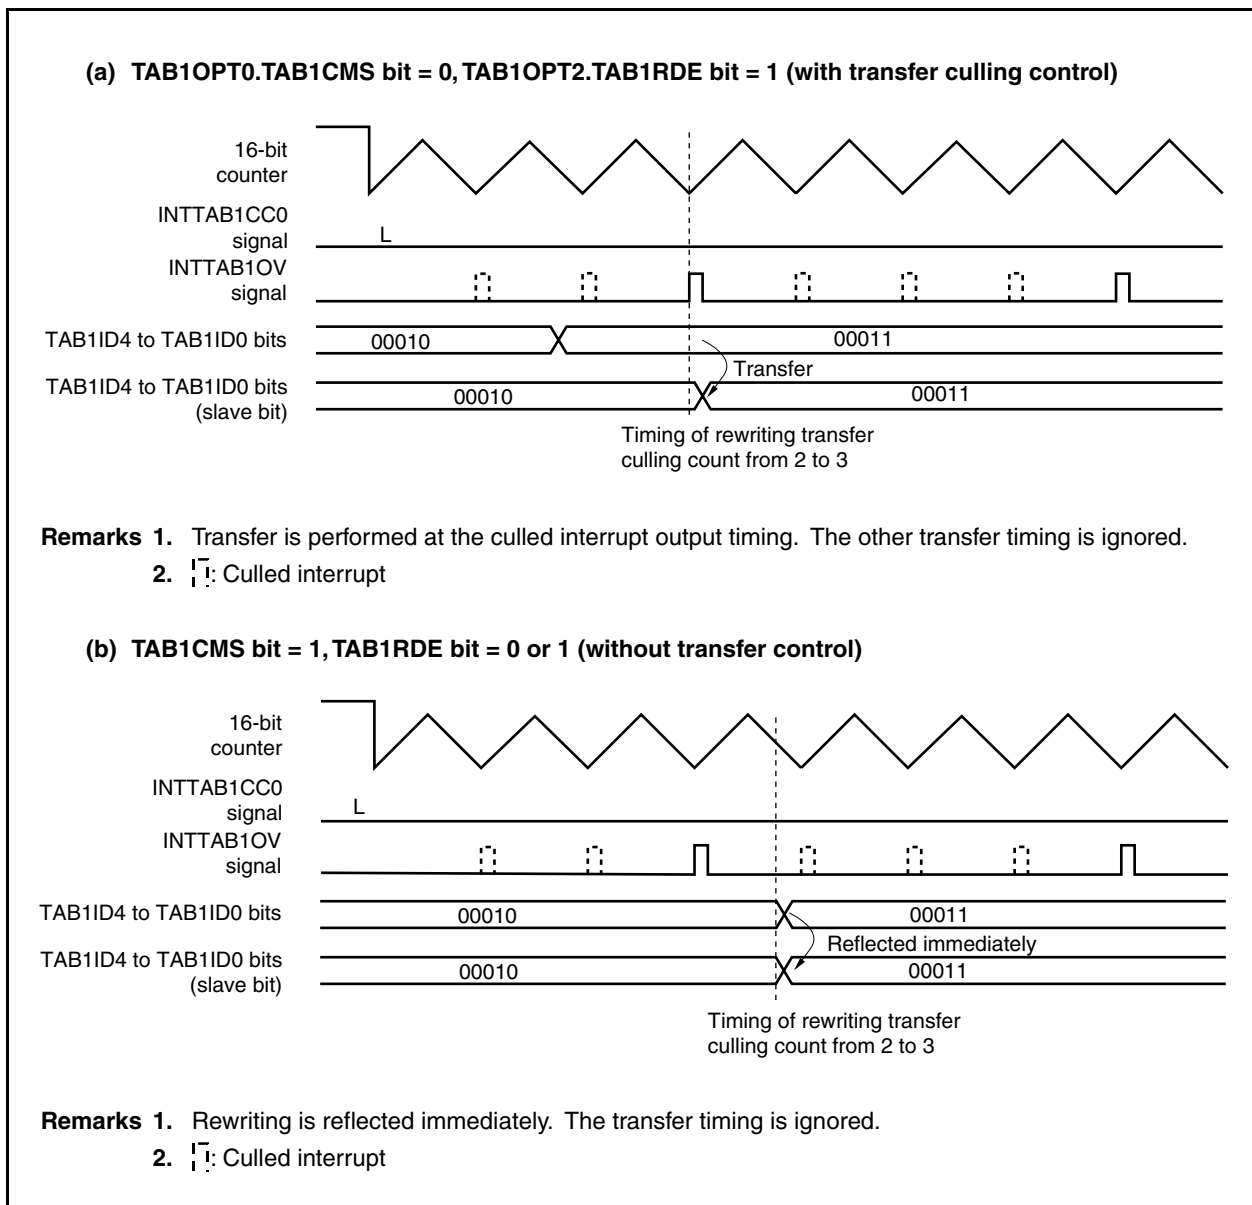 (a) TAB1OPT0.TAB1CMS bit = 0, TAB1OPT2.TAB1RDE bit = 1 (with transfer culling control)
16-bit
counter
INTTAB1CC0
signal
L
INTTAB1OV
signal
TAB1ID4 to TAB1ID0 bits
00010
00011
Transfer
TAB1ID4 to TAB1ID0 bits
(slave bit)
00010
00011
Timing of rewriting transfer
culling count from 2 to 3
Remarks 1. Transfer is performed at the culled interrupt output timing. The other transfer timing is ignored.
2. : Culled interrupt
(b) TAB1CMS bit = 1, TAB1RDE bit = 0 or 1 (without transfer control)
16-bit
counter
INTTAB1CC0
signal
L
INTTAB1OV
signal
TAB1ID4 to TAB1ID0 bits
00010
00011
Reflected immediately
TAB1ID4 to TAB1ID0 bits
(slave bit)
00010
00011
Timing of rewriting transfer
culling count from 2 to 3
Remarks 1. Rewriting is reflected immediately. The transfer timing is ignored.
2. : Culled interrupt